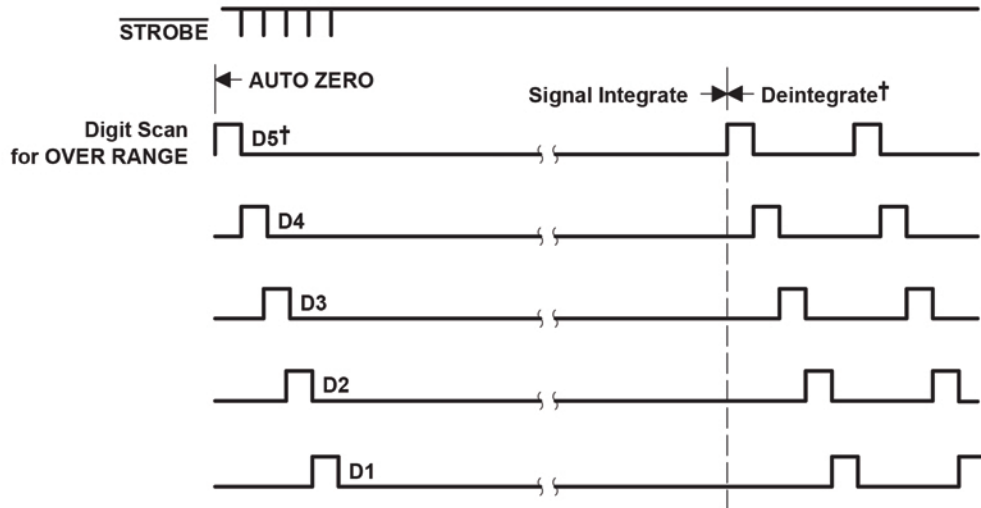 STROBE
AUTO ZERO
Signal Integrate
Deintegrate†
Digit Scan
for OVER RANGE
D5†
D4
D3
D2
D1